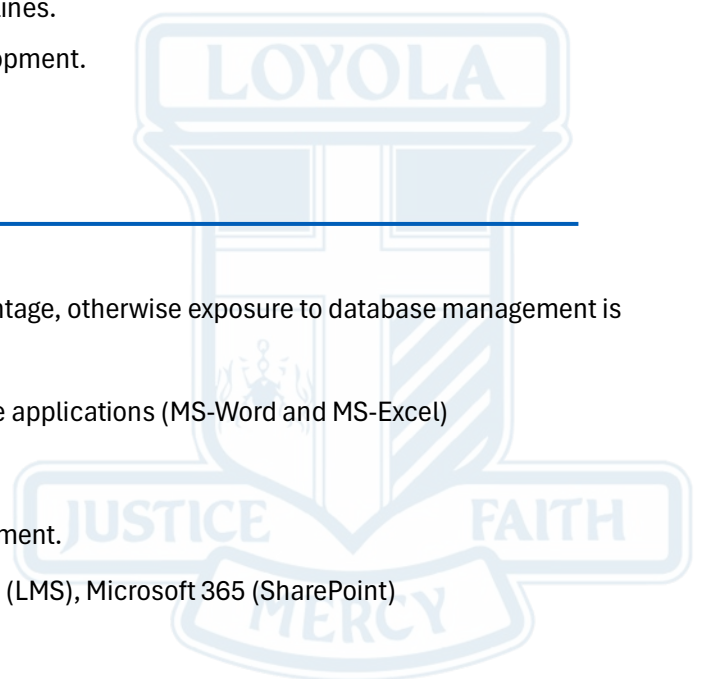 LOYOLA
opment.
ntage, otherwise exposure to database management is
e applications (MS-Word and MS-Excel)
JUSTICE FAITH
ment.
(LMS), Microsoft 365 (SharePoint)
MERCY